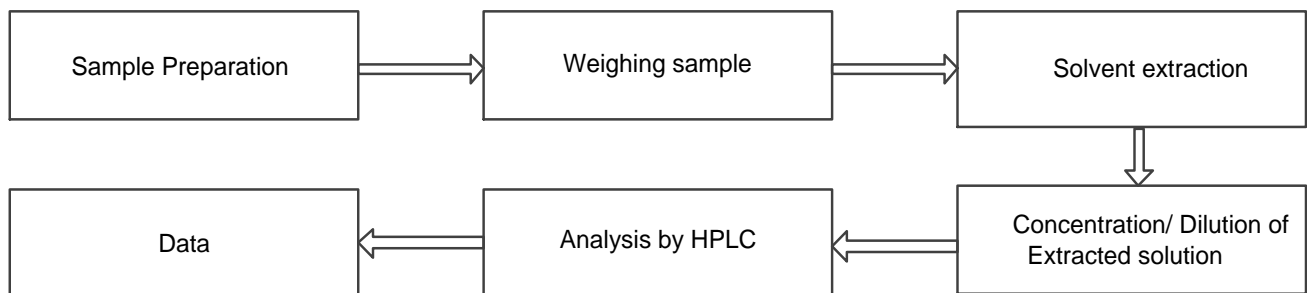 Sample Preparation
Weighing sample
Solvent extraction
Concentration/ Dilution of
Extracted solution
Analysis by HPLC
Data